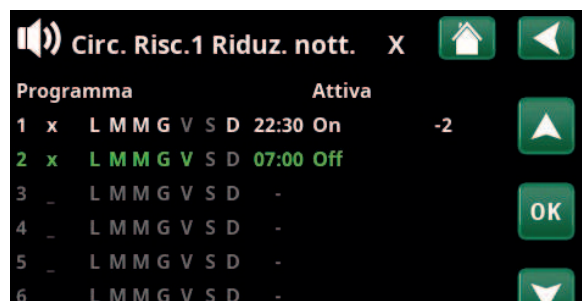 Circ. Risc.1 Riduz. nott. X
Programma Attiva
1 x L M M G V S D 22:30 On -2
2 x L M M G V S D 07:00 Off
3 _ L M M G V S D -
OK
4 _ L M M G V S D -
5 _ L M M G V S D -
6 L M M G V S D -